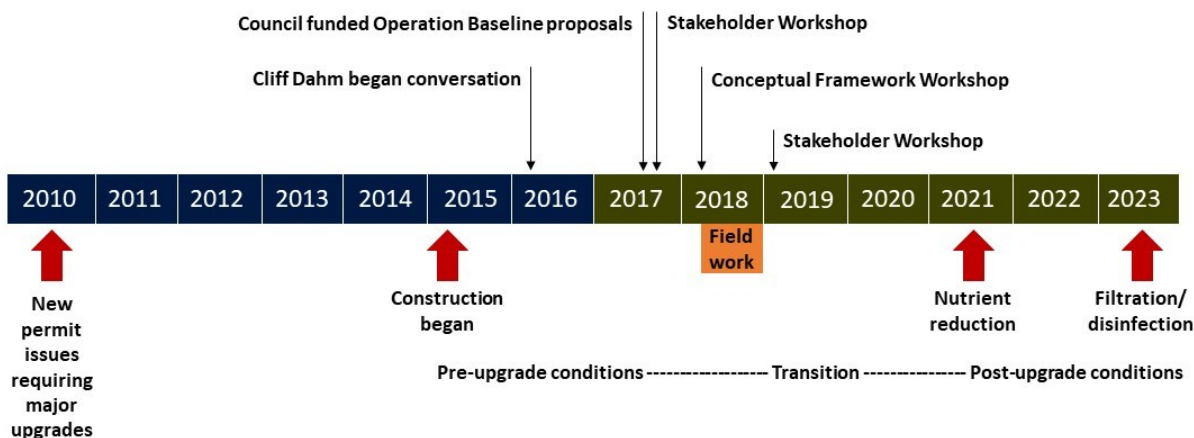 Council funded Operation Baseline proposals
Stakeholder Workshop
Cliff Dahm began conversation
Conceptual Framework Workshop
Stakeholder Workshop
2010 2011 2012 2013 2014 2015 2016 2017 2018 2019 2020 2021 2022 2023
Field
work
New
permit
issues
requiring
major
upgrades
Construction
began
Nutrient
reduction
Filtration/
disinfection
Pre-upgrade conditions ---------------- Transition -------------- Post-upgrade conditions